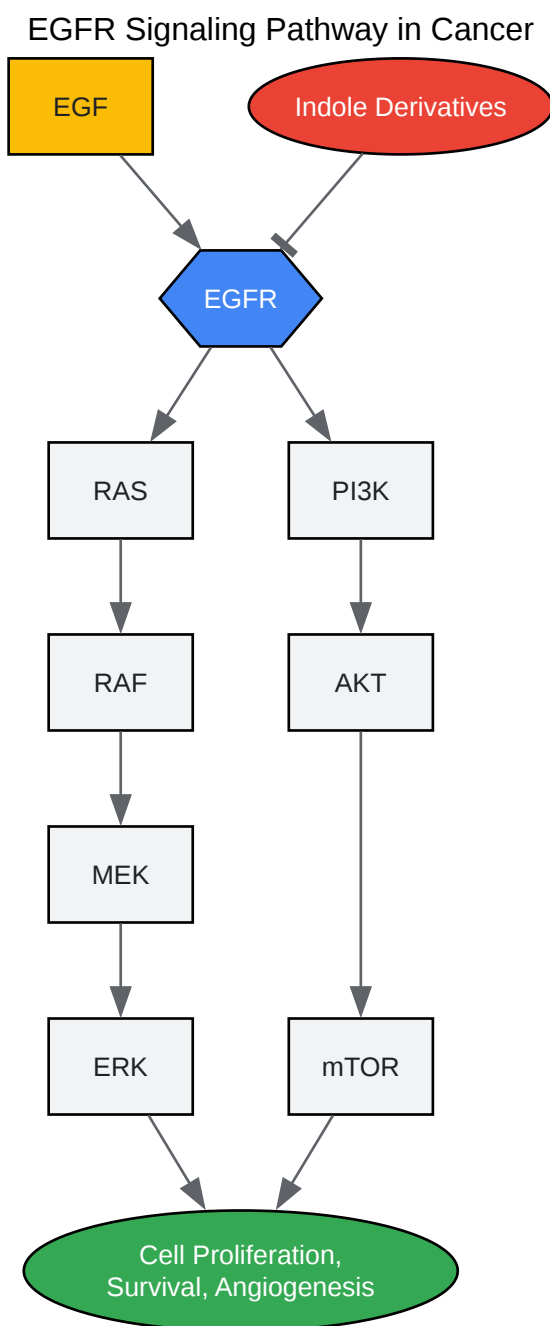 EGFR Signaling Pathway in Cancer
EGF
Indole Derivatives
EGFR
RAS
PI3K
RAF
AKT
MEK
ERK
mTOR
Cell Proliferation,
Survival, Angiogenesis